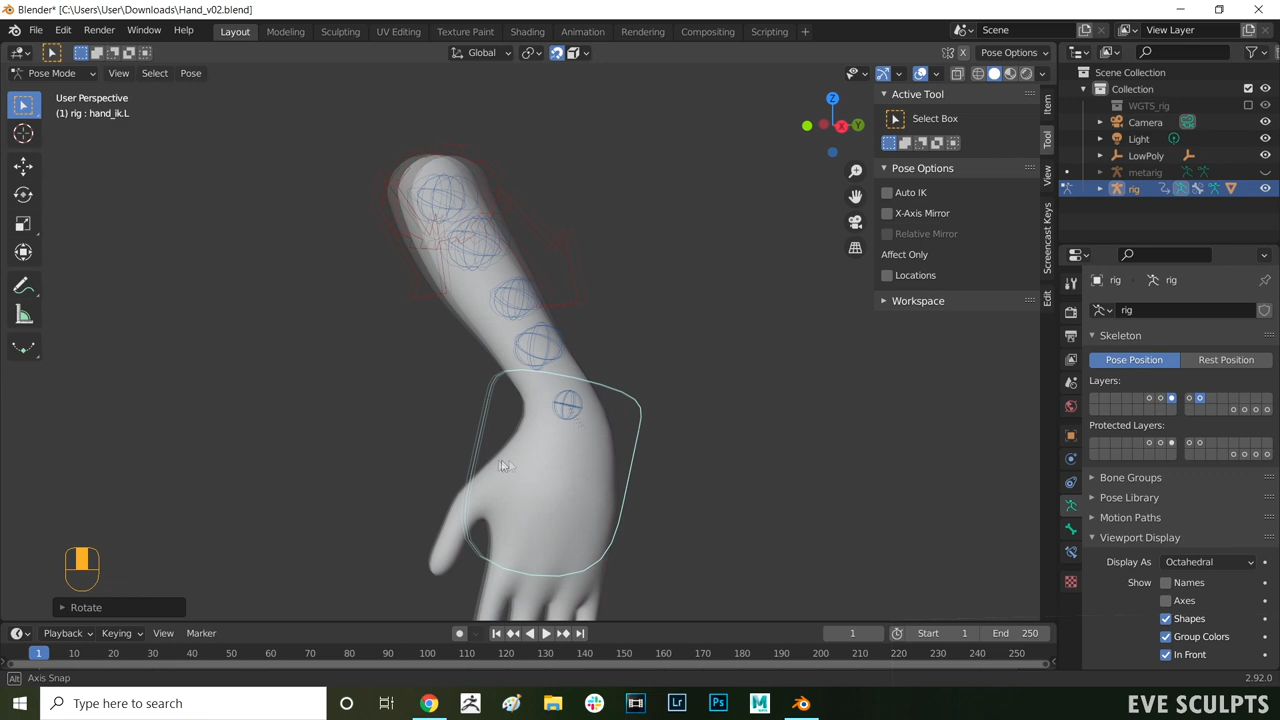 Blender* [C:\Users\User\Downloads\Hand_v02.blend]
File Edit Render Window Help Layout Modeling Sculpting UV Editing Texture Paint Shading Animation Rendering Compositing Scripting + Scene View Layer
Global Pose Options
Pose Mode View Select Pose
User Perspective
(1) rig : hand_ik.L
Z
Y
X
Active Tool
Select Box
Pose Options
Auto IK
X-Axis Mirror
Relative Mirror
Affect Only
Locations
Workspace
Item
Tool
View
Screencast Keys
Edit
Scene Collection
Collection
WGTS_rig
Camera
Light
LowPoly
metarig
rig
rig rig
rig
Skeleton
Pose Position Rest Position
Layers:
Protected Layers:
Bone Groups
Pose Library
Motion Paths
Viewport Display
Display As Octahedral
Show Names
Axes
Shapes
Group Colors
In Front
Rotate
Playback Keying View Marker 1 Start 1 End 250
1 10 20 30 40 50 60 70 80 90 100 110 120 130 140 150 160 170 180 190 200 210 220 230 240 250
Alt Axis Snap 2.92.0
Type here to search
Lr
Ps
M
EVE SCULPTS